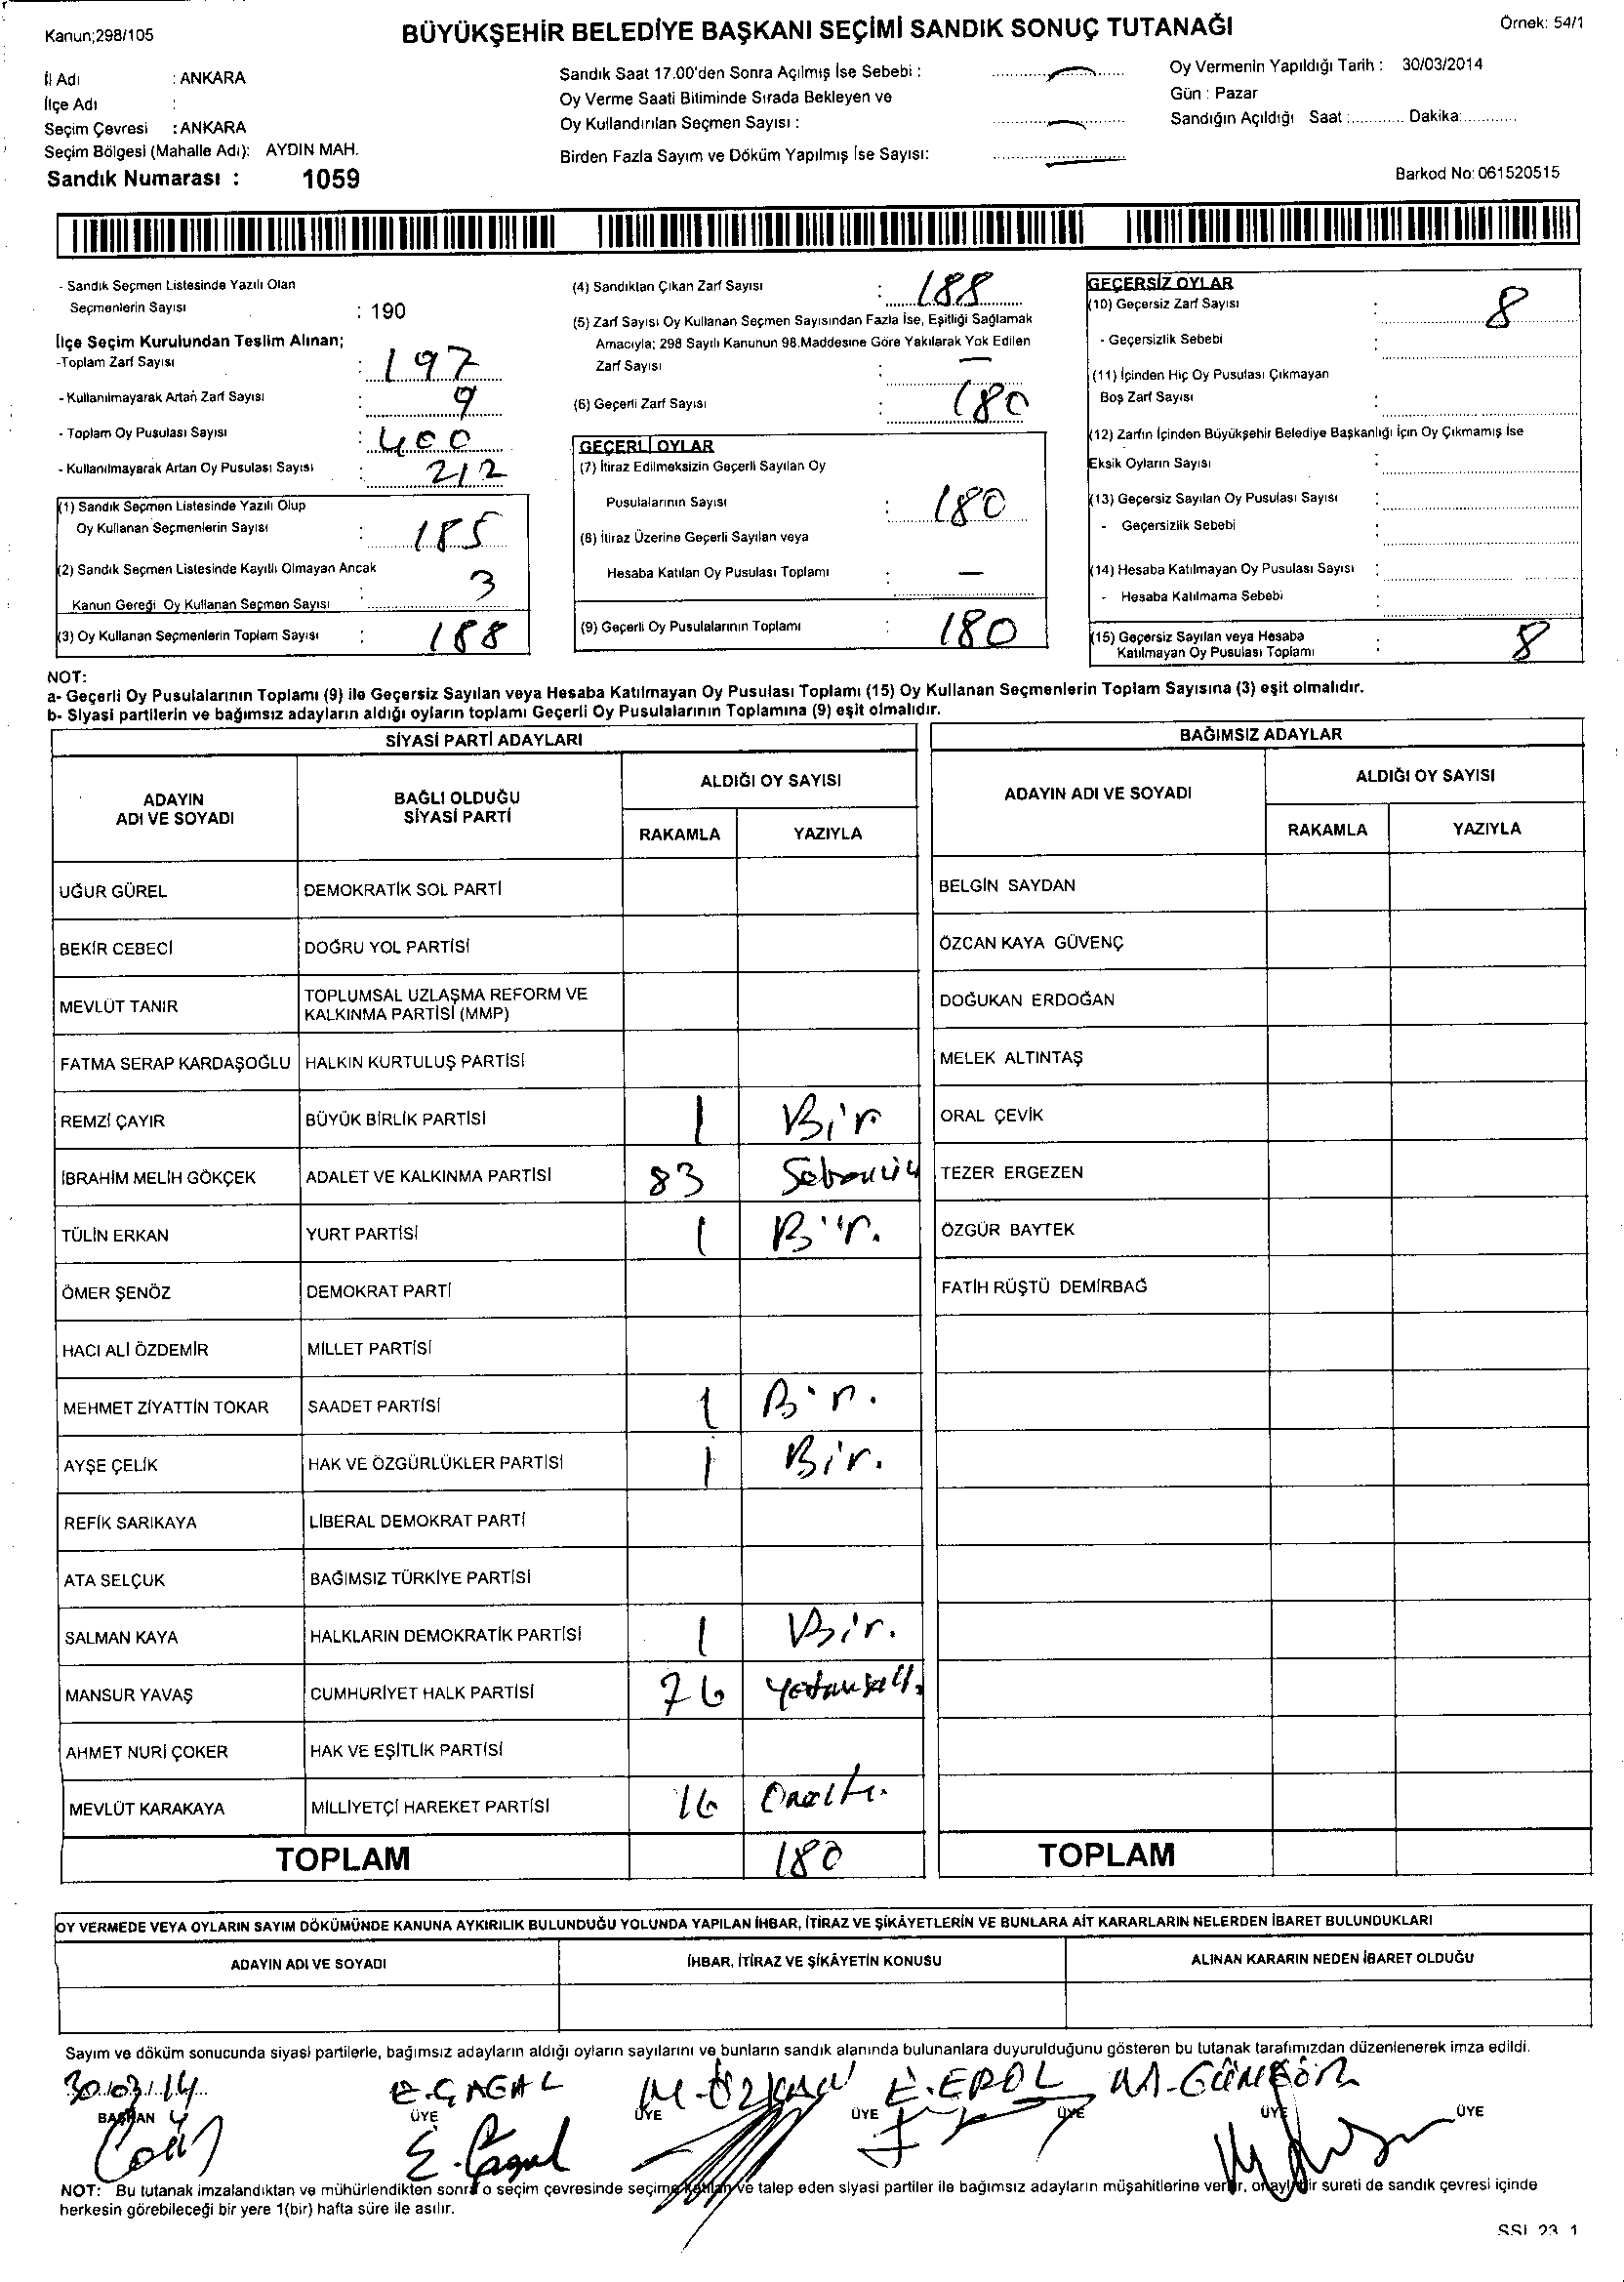 Kanun;298/105
BÜYÜKŞEHİR BELEDİYE BAŞKANI SEÇİMİ SANDIK SONUÇ TUTANAĞI
Örnek: 54/1
İl Adı : ANKARA
İlçe Adı :
Seçim Çevresi : ANKARA
Seçim Bölgesi (Mahalle Adı): AYDIN MAH.
Sandık Numarası : 1059
Sandık Saat 17.00'den Sonra Açılmış İse Sebebi :
Oy Verme Saati Bitiminde Sırada Bekleyen ve
Oy Kullandırılan Seçmen Sayısı :
Birden Fazla Sayım ve Döküm Yapılmış İse Sayısı:
Oy Vermenin Yapıldığı Tarih : 30/03/2014
Gün : Pazar
Sandığın Açıldığı Saat :............ Dakika:............
Barkod No: 061520515
- Sandık Seçmen Listesinde Yazılı Olan
Seçmenlerin Sayısı : 190
İlçe Seçim Kurulundan Teslim Alınan;
-Toplam Zarf Sayısı : 197
- Kullanılmayarak Artan Zarf Sayısı : 9
- Toplam Oy Pusulası Sayısı : 400
- Kullanılmayarak Artan Oy Pusulası Sayısı : 212
(1) Sandık Seçmen Listesinde Yazılı Olup
Oy Kullanan Seçmenlerin Sayısı : 185
(2) Sandık Seçmen Listesinde Kayıtlı Olmayan Ancak
Kanun Gereği Oy Kullanan Seçmen Sayısı : 3
(3) Oy Kullanan Seçmenlerin Toplam Sayısı : 188
(4) Sandıktan Çıkan Zarf Sayısı : 188
(5) Zarf Sayısı Oy Kullanan Seçmen Sayısından Fazla İse, Eşitliği Sağlamak
Amacıyla; 298 Sayılı Kanunun 98.Maddesine Göre Yakılarak Yok Edilen
Zarf Sayısı : —
(6) Geçerli Zarf Sayısı : 180
GEÇERLİ OYLAR
(7) İtiraz Edilmeksizin Geçerli Sayılan Oy
Pusulalarının Sayısı : 180
(8) İtiraz Üzerine Geçerli Sayılan veya
Hesaba Katılan Oy Pusulası Toplamı : —
(9) Geçerli Oy Pusulalarının Toplamı : 180
GEÇERSİZ OYLAR
(10) Geçersiz Zarf Sayısı : 8
- Geçersizlik Sebebi :
(11) İçinden Hiç Oy Pusulası Çıkmayan
Boş Zarf Sayısı :
(12) Zarfın İçinden Büyükşehir Belediye Başkanlığı İçin Oy Çıkmamış İse
Eksik Oyların Sayısı :
(13) Geçersiz Sayılan Oy Pusulası Sayısı :
- Geçersizlik Sebebi :
(14) Hesaba Katılmayan Oy Pusulası Sayısı :
- Hesaba Katılmama Sebebi :
(15) Geçersiz Sayılan veya Hesaba
Katılmayan Oy Pusulası Toplamı : 8
NOT:
a- Geçerli Oy Pusulalarının Toplamı (9) ile Geçersiz Sayılan veya Hesaba Katılmayan Oy Pusulası Toplamı (15) Oy Kullanan Seçmenlerin Toplam Sayısına (3) eşit olmalıdır.
b- Siyasi partilerin ve bağımsız adayların aldığı oyların toplamı Geçerli Oy Pusulalarının Toplamına (9) eşit olmalıdır.
SİYASİ PARTİ ADAYLARI
ADAYIN ADI VE SOYADI
BAĞLI OLDUĞU SİYASİ PARTİ
ALDIĞI OY SAYISI
RAKAMLA YAZIYLA
UĞUR GÜREL DEMOKRATİK SOL PARTİ
BEKİR CEBECİ DOĞRU YOL PARTİSİ
MEVLÜT TANIR TOPLUMSAL UZLAŞMA REFORM VE
KALKINMA PARTİSİ (MMP)
FATMA SERAP KARDAŞOĞLU HALKIN KURTULUŞ PARTİSİ
REMZİ ÇAYIR BÜYÜK BİRLİK PARTİSİ 1 Bir
İBRAHİM MELİH GÖKÇEK ADALET VE KALKINMA PARTİSİ 83
TÜLİN ERKAN YURT PARTİSİ 1 Bir.
ÖMER ŞENÖZ DEMOKRAT PARTİ
HACI ALİ ÖZDEMİR MİLLET PARTİSİ
MEHMET ZİYATTİN TOKAR SAADET PARTİSİ 1 Bir.
AYŞE ÇELİK HAK VE ÖZGÜRLÜKLER PARTİSİ 1 Bir.
REFİK SARIKAYA LİBERAL DEMOKRAT PARTİ
ATA SELÇUK BAĞIMSIZ TÜRKİYE PARTİSİ
SALMAN KAYA HALKLARIN DEMOKRATİK PARTİSİ 1 Bir.
MANSUR YAVAŞ CUMHURİYET HALK PARTİSİ 76
AHMET NURİ ÇOKER HAK VE EŞİTLİK PARTİSİ
MEVLÜT KARAKAYA MİLLİYETÇİ HAREKET PARTİSİ 16 Onaltı.
TOPLAM 180
BAĞIMSIZ ADAYLAR
ADAYIN ADI VE SOYADI
ALDIĞI OY SAYISI
RAKAMLA YAZIYLA
BELGİN SAYDAN
ÖZCAN KAYA GÜVENÇ
DOĞUKAN ERDOĞAN
MELEK ALTINTAŞ
ORAL ÇEVİK
TEZER ERGEZEN
ÖZGÜR BAYTEK
FATİH RÜŞTÜ DEMİRBAĞ
TOPLAM
OY VERMEDE VEYA OYLARIN SAYIM DÖKÜMÜNDE KANUNA AYKIRILIK BULUNDUĞU YOLUNDA YAPILAN İHBAR, İTİRAZ VE ŞİKÂYETLERİN VE BUNLARA AİT KARARLARIN NELERDEN İBARET BULUNDUKLARI
ADAYIN ADI VE SOYADI İHBAR, İTİRAZ VE ŞİKÂYETİN KONUSU ALINAN KARARIN NEDEN İBARET OLDUĞU
Sayım ve döküm sonucunda siyasi partilerle, bağımsız adayların aldığı oyların sayılarını ve bunların sandık alanında bulunanlara duyurulduğunu gösteren bu tutanak tarafımızdan düzenlenerek imza edildi.
30.03.14 E.ÇAGAL M.ÖZKAN E.EROL M.GÜNGÖR
BAŞKAN ÜYE ÜYE ÜYE ÜYE ÜYE ÜYE
E.Çagal
NOT: Bu tutanak imzalandıktan ve mühürlendikten sonra o seçim çevresinde seçime katılan ve talep eden siyasi partiler ile bağımsız adayların müşahitlerine verilir, onaylı bir sureti de sandık çevresi içinde
herkesin görebileceği bir yere 1(bir) hafta süre ile asılır.